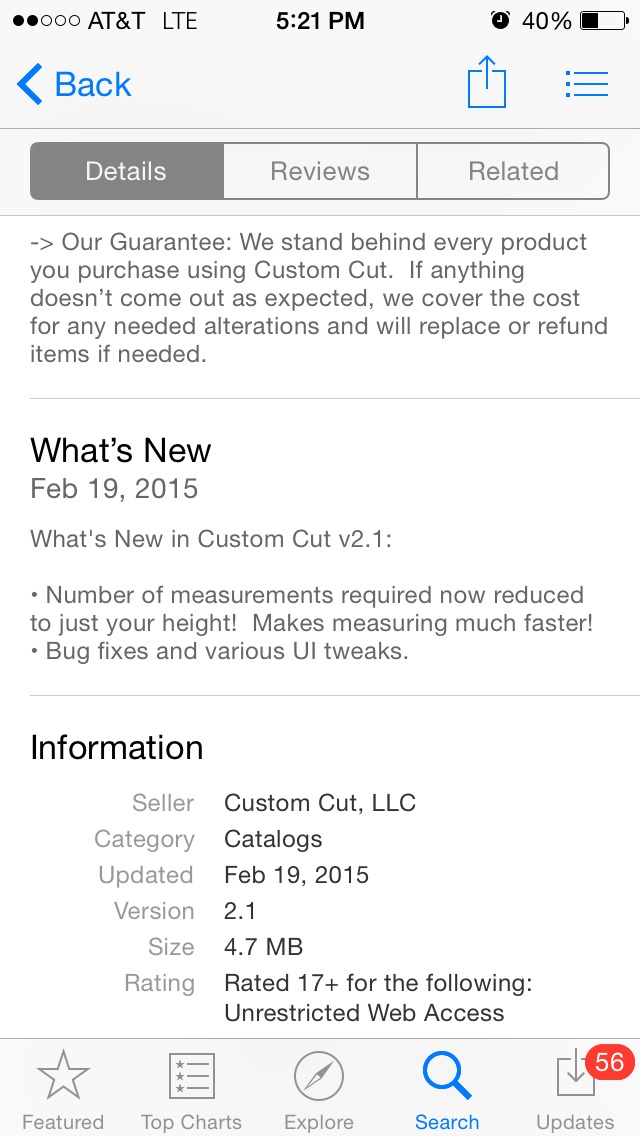 AT&T LTE 5:21 PM 40%
Back
Details Reviews Related
-> Our Guarantee: We stand behind every product
you purchase using Custom Cut.  If anything
doesn’t come out as expected, we cover the cost
for any needed alterations and will replace or refund
items if needed.
What’s New
Feb 19, 2015
What's New in Custom Cut v2.1:
• Number of measurements required now reduced
to just your height!  Makes measuring much faster!
• Bug fixes and various UI tweaks.
Information
Seller Custom Cut, LLC
Category Catalogs
Updated Feb 19, 2015
Version 2.1
Size 4.7 MB
Rating Rated 17+ for the following:
Unrestricted Web Access
56
Featured Top Charts Explore Search Updates